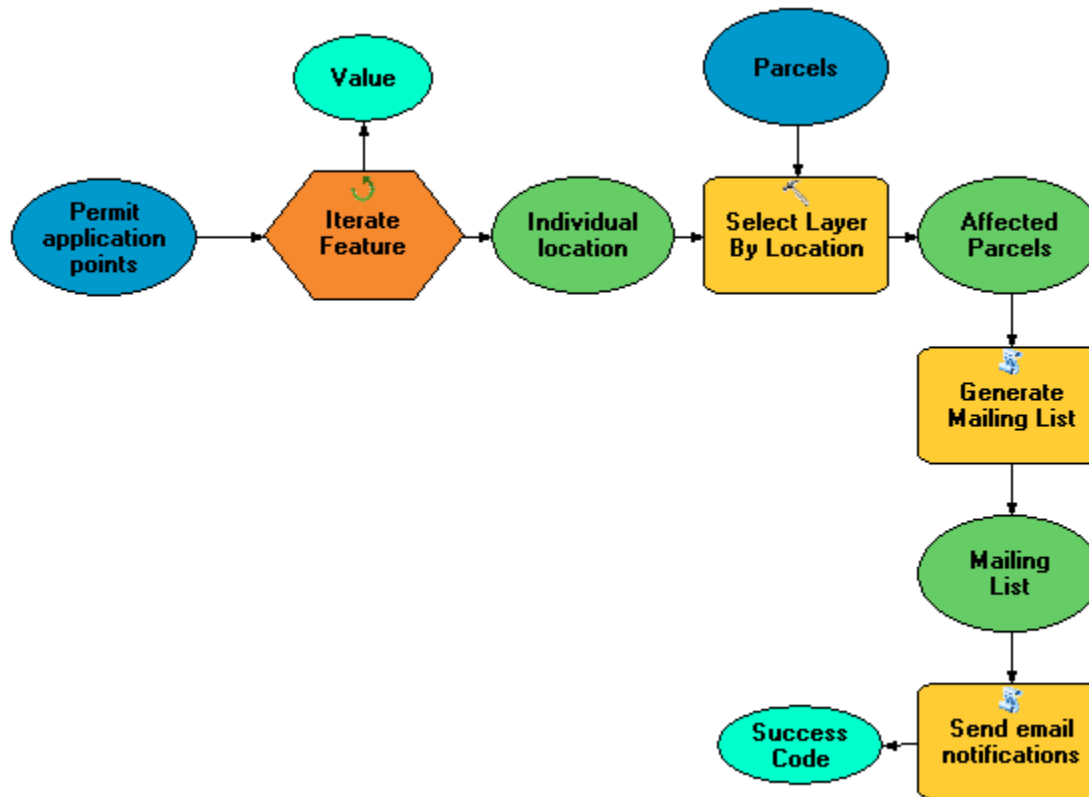 Value
Parcels
Permit
application
points
Iterate
Feature
Individual
location
Select Layer
By Location
Affected
Parcels
Generate
Mailing List
Mailing
List
Send email
notifications
Success
Code